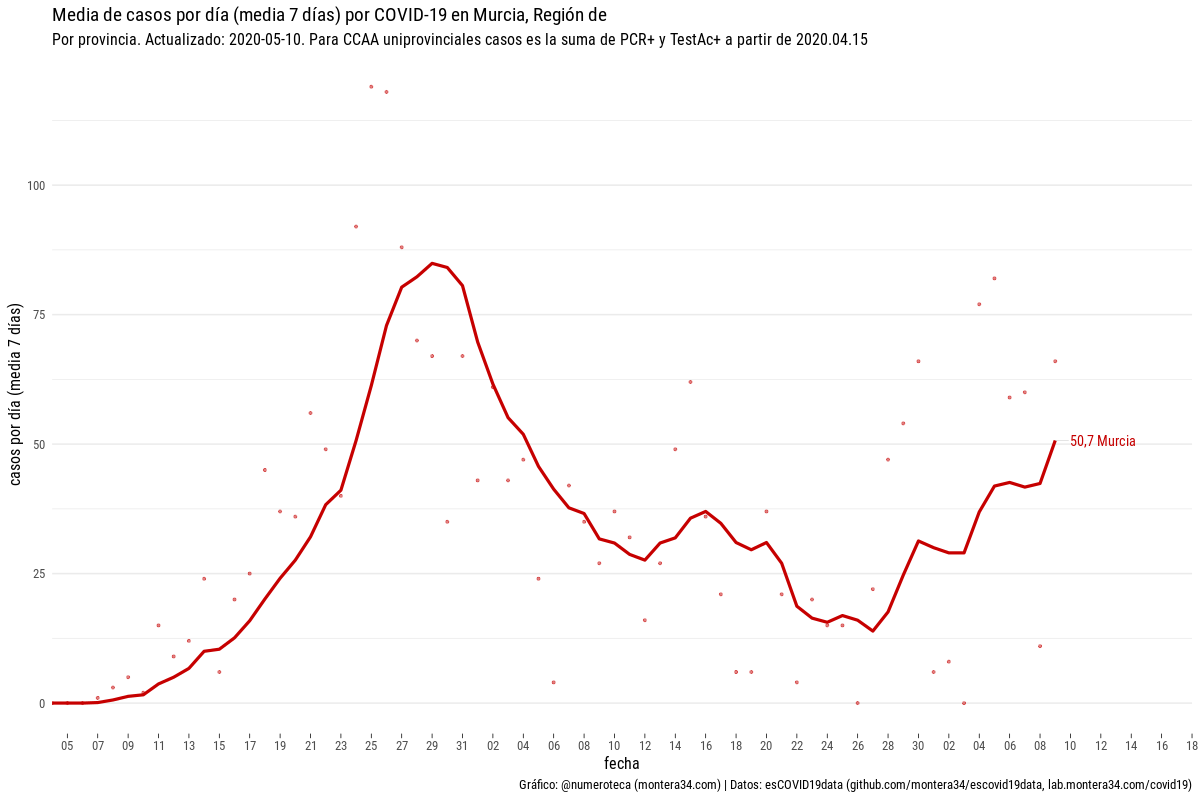 Media de casos por día (media 7 días) por COVID-19 en Murcia, Región de
Por provincia. Actualizado: 2020-05-10. Para CCAA uniprovinciales casos es la suma de PCR+ y TestAc+ a partir de 2020.04.15
casos por día (media 7 días)
100
75
50
25
0
50,7 Murcia
05 07 09 11 13 15 17 19 21 23 25 27 29 31 02 04 06 08 10 12 14 16 18 20 22 24 26 28 30 02 04 06 08 10 12 14 16 18
fecha
Gráfico: @numeroteca (montera34.com) | Datos: esCOVID19data (github.com/montera34/escovid19data, lab.montera34.com/covid19)